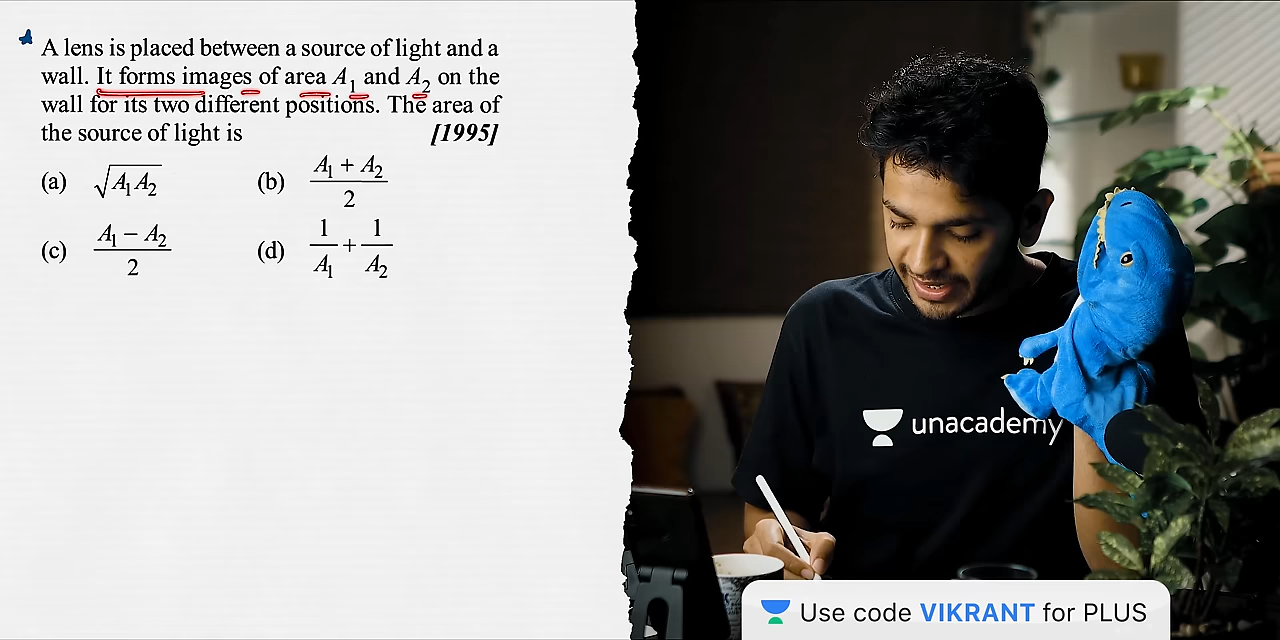 A lens is placed between a source of light and a
wall. It forms images of area A₁ and A₂ on the
wall for its two different positions. The area of
the source of light is [1995]
(a) √A₁A₂ (b) (A₁ + A₂)/2
(c) (A₁ − A₂)/2 (d) 1/A₁ + 1/A₂
unacademy
Use code VIKRANT for PLUS